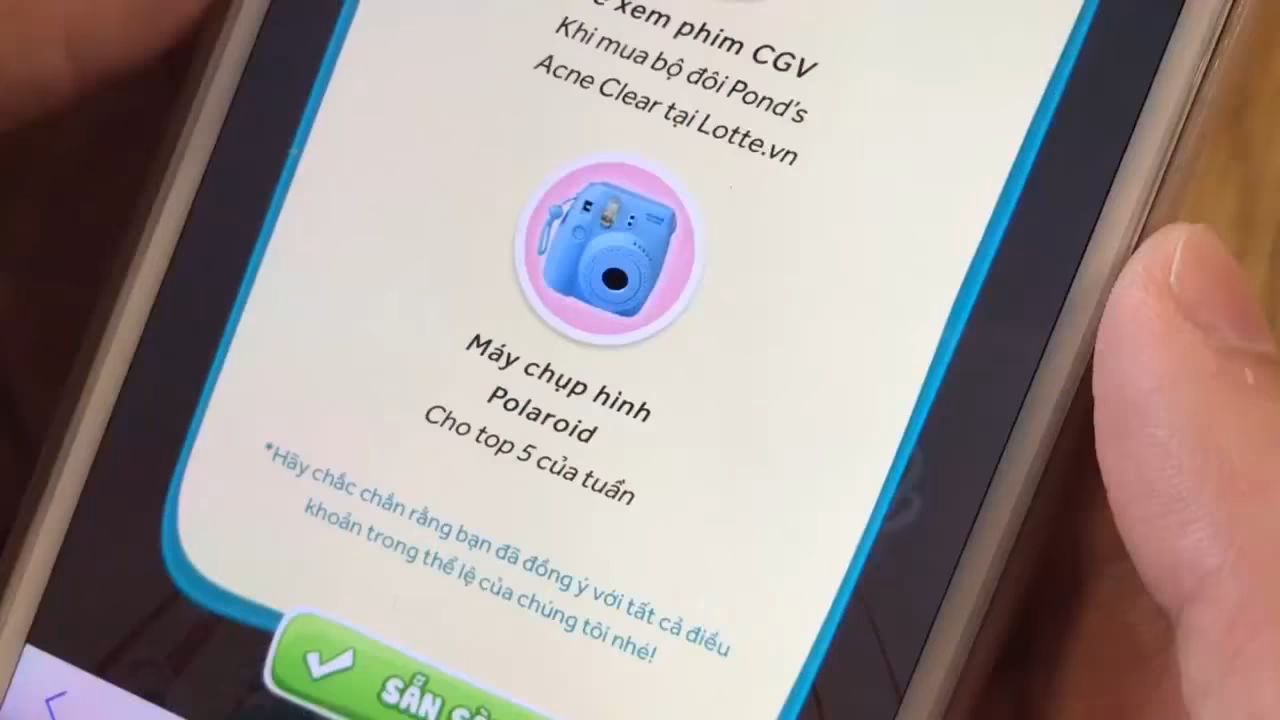 xem phim CGV
Khi mua bộ đôi Pond's
Acne Clear tại Lotte.vn
Máy chụp hình
Polaroid
Cho top 5 của tuần
*Hãy chắc chắn rằng bạn đã đồng ý với tất cả điều
khoản trong thể lệ của chúng tôi nhé!
SẴN